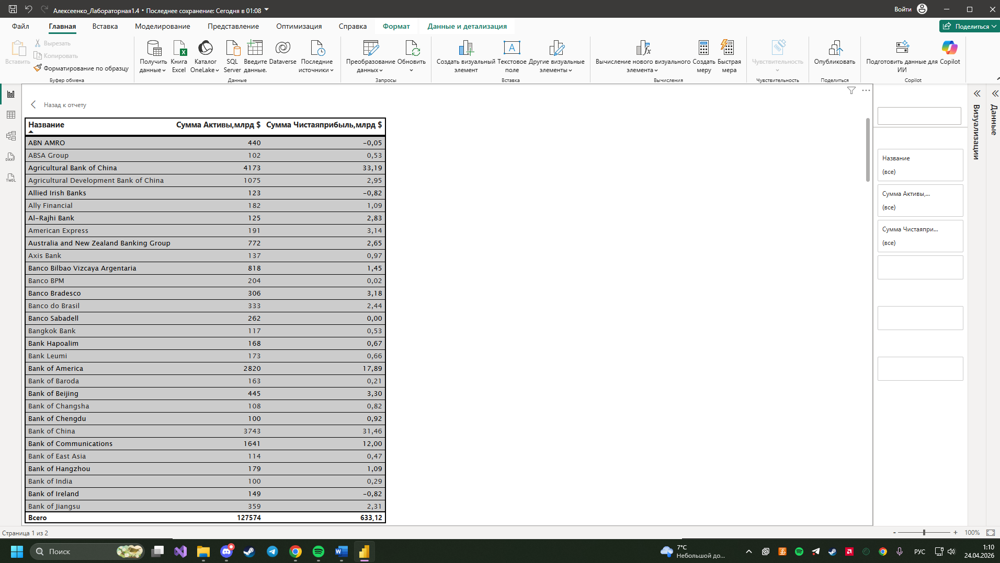 Алексеенко_Лабораторная1.4 • Последнее сохранение: Сегодня в 01:08
Войти
Файл
Главная
Вставка
Моделирование
Представление
Оптимизация
Справка
Формат
Данные и детализация
Поделиться
Вставить
Вырезать
Копировать
Форматирование по образцу
Буфер обмена
Получить данные
Книга Excel
Каталог OneLake
SQL Server
Введите данные.
Dataverse
Последние источники
Данные
Преобразование данных
Обновить
Запросы
Создать визуальный элемент
Текстовое поле
Другие визуальные элементы
Вставка
Вычисление нового визуального элемента
Создать меру
Быстрая мера
Вычисления
Чувствительность
Чувствительность
Опубликовать
Поделиться
Подготовить данные для ИИ
Copilot
Copilot
DAX
TMDL
Назад к отчету
Название Сумма Активы,млрд $ Сумма Чистаяприбыль,млрд $
ABN AMRO 440 -0,05
ABSA Group 102 0,53
Agricultural Bank of China 4173 33,19
Agricultural Development Bank of China 1075 2,95
Allied Irish Banks 123 -0,82
Ally Financial 182 1,09
Al-Rajhi Bank 125 2,83
American Express 191 3,14
Australia and New Zealand Banking Group 772 2,65
Axis Bank 137 0,97
Banco Bilbao Vizcaya Argentaria 818 1,45
Banco BPM 204 0,02
Banco Bradesco 306 3,18
Banco do Brasil 333 2,44
Banco Sabadell 262 0,00
Bangkok Bank 117 0,53
Bank Hapoalim 168 0,67
Bank Leumi 173 0,66
Bank of America 2820 17,89
Bank of Baroda 163 0,21
Bank of Beijing 445 3,30
Bank of Changsha 108 0,82
Bank of Chengdu 100 0,92
Bank of China 3743 31,46
Bank of Communications 1641 12,00
Bank of East Asia 114 0,47
Bank of Hangzhou 179 1,09
Bank of India 100 0,29
Bank of Ireland 149 -0,82
Bank of Jiangsu 359 2,31
Всего 127574 633,12
Название
(все)
Сумма Активы,...
(все)
Сумма Чистаяпри...
(все)
Визуализации
Данные
Страница 1 из 2
- + 100%
Поиск
7°C
Небольшой до...
РУС
1:10
24.04.2026